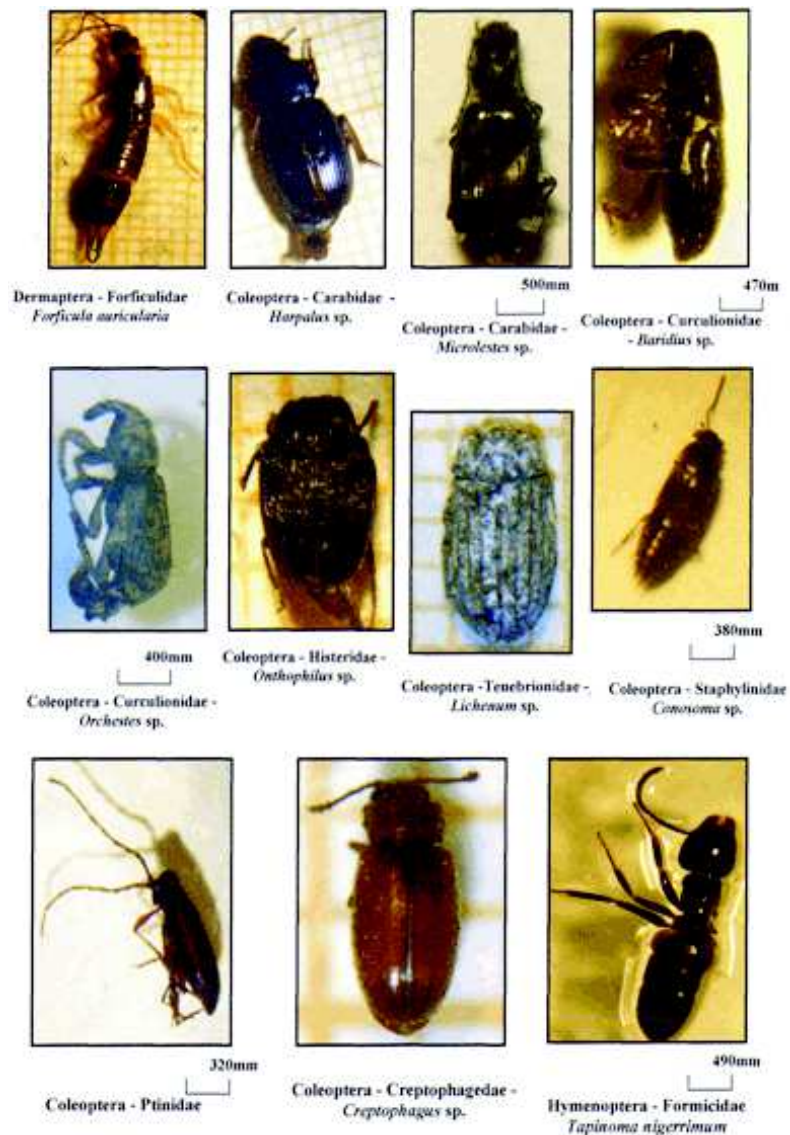 Dermaptera - Forficulidae
Forficula auricularia
Coleoptera - Carabidae -
Harpalus sp.
500mm
Coleoptera - Carabidae -
Microlestes sp.
470m
Coleoptera - Curculionidae
- Baridius sp.
400mm
Coleoptera - Curculionidae -
Orchestes sp.
Coleoptera - Histeridae -
Onthophilus sp.
Coleoptera -Tenebrionidae -
Lichenum sp.
380mm
Coleoptera - Staphylinidae
Conosoma sp.
320mm
Coleoptera - Ptinidae
Coleoptera - Creptophagedae -
Creptophagus sp.
490mm
Hymenoptera - Formicidae
Tapinoma nigerrimum